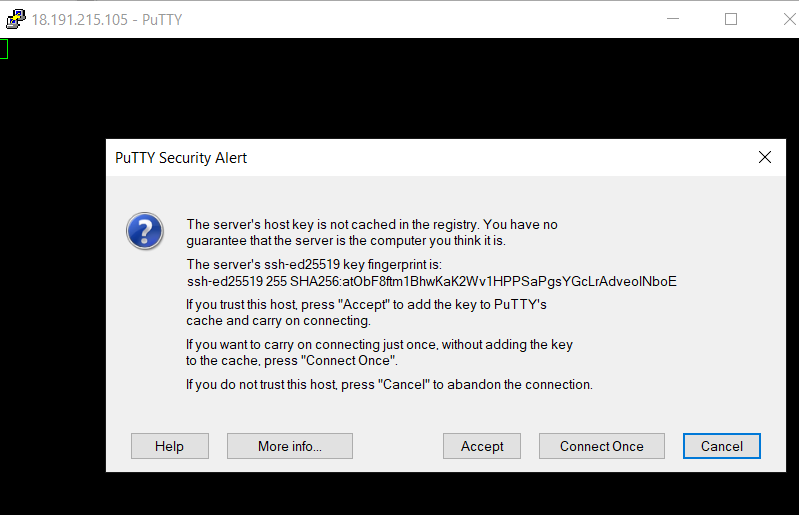 18.191.215.105 - PuTTY
PuTTY Security Alert
The server's host key is not cached in the registry. You have no
guarantee that the server is the computer you think it is.
The server's ssh-ed25519 key fingerprint is:
ssh-ed25519 255 SHA256:atObF8ftm1BhwKaK2Wv1HPPSaPgsYGcLrAdveoINboE
If you trust this host, press "Accept" to add the key to PuTTY's
cache and carry on connecting.
If you want to carry on connecting just once, without adding the key
to the cache, press "Connect Once".
If you do not trust this host, press "Cancel" to abandon the connection.
Help More info... Accept Connect Once Cancel